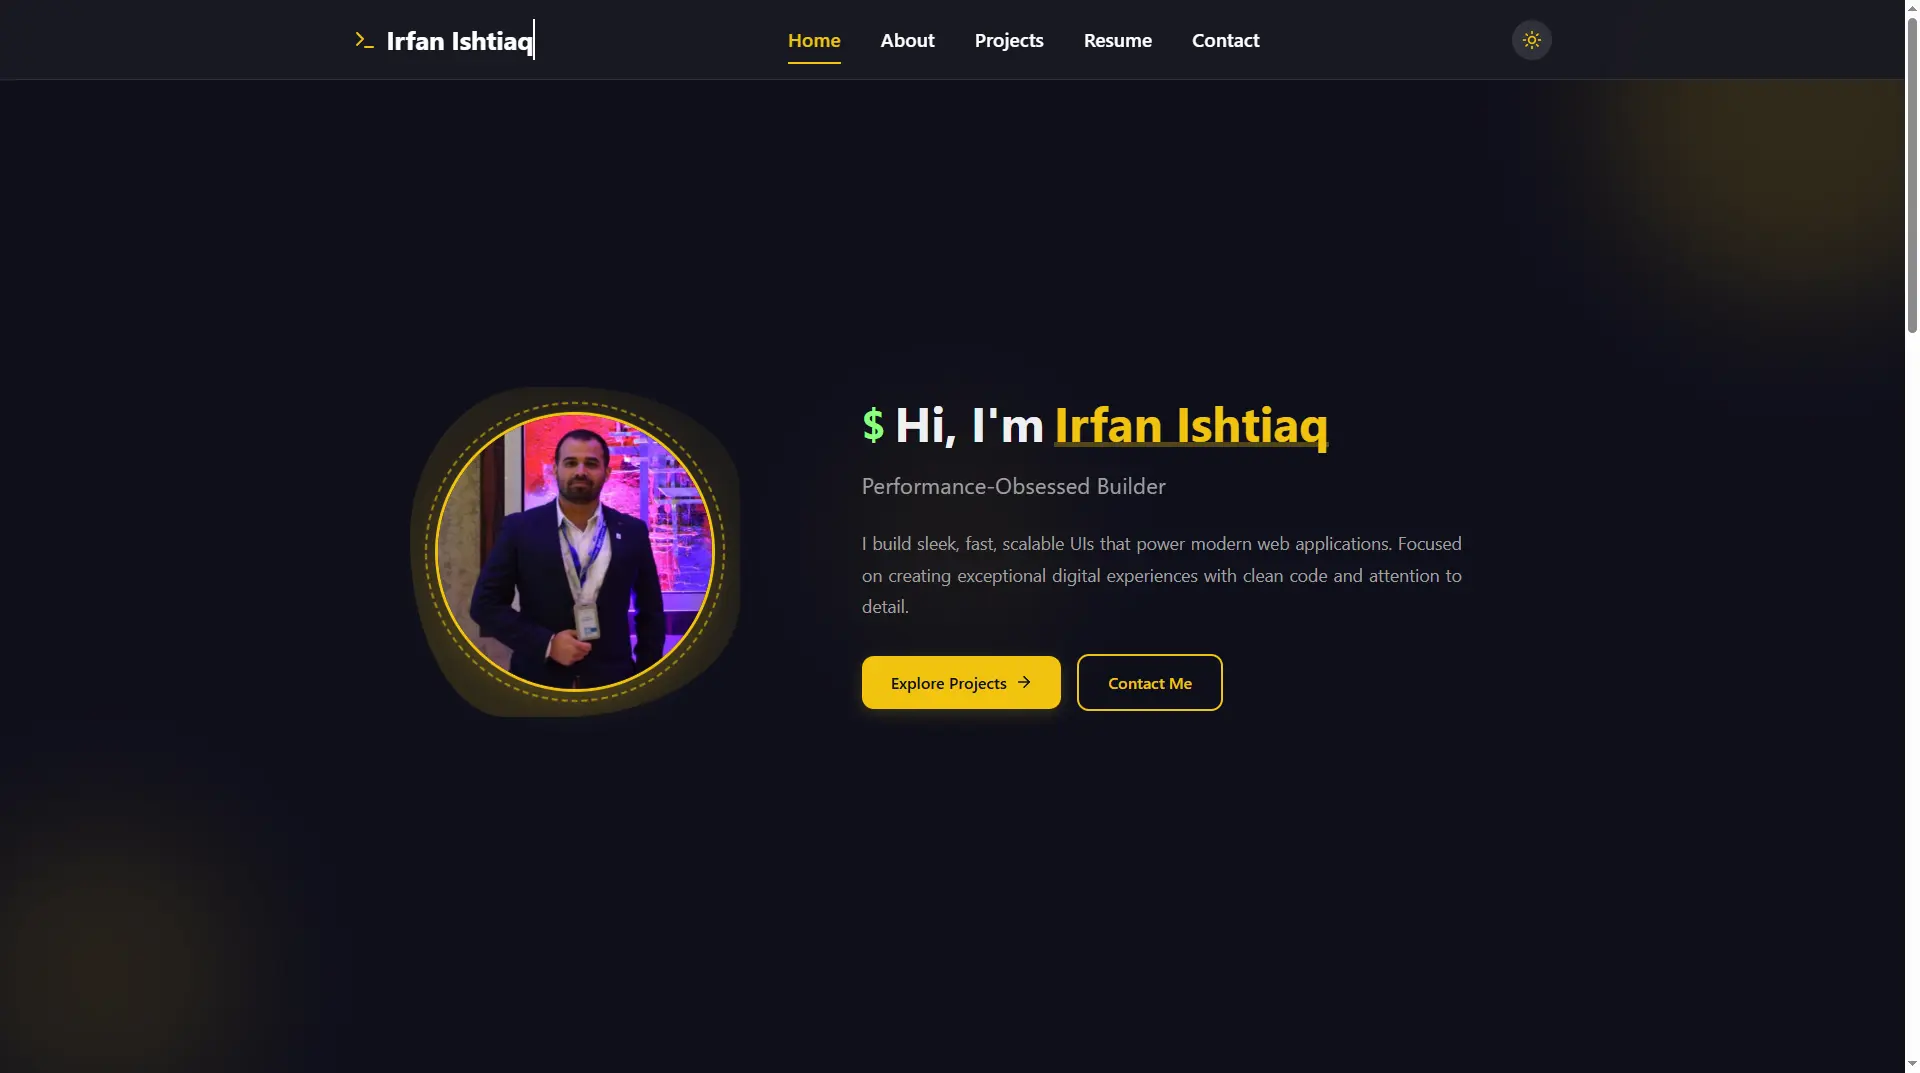 Irfan Ishtiaq
Home About Projects Resume Contact
$ Hi, I'm Irfan Ishtiaq
Performance-Obsessed Builder
I build sleek, fast, scalable UIs that power modern web applications. Focused
on creating exceptional digital experiences with clean code and attention to
detail.
Explore Projects →
Contact Me